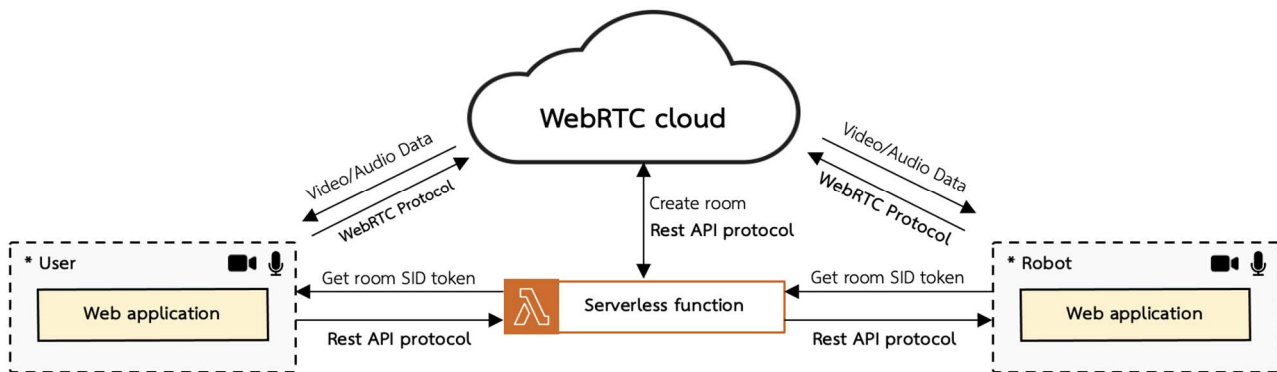 WebRTC cloud
Video/Audio Data
WebRTC Protocol
Video/Audio Data
WebRTC Protocol
Create room
Rest API protocol
* User
Web application
Get room SID token
Rest API protocol
Serverless function
Get room SID token
Rest API protocol
* Robot
Web application